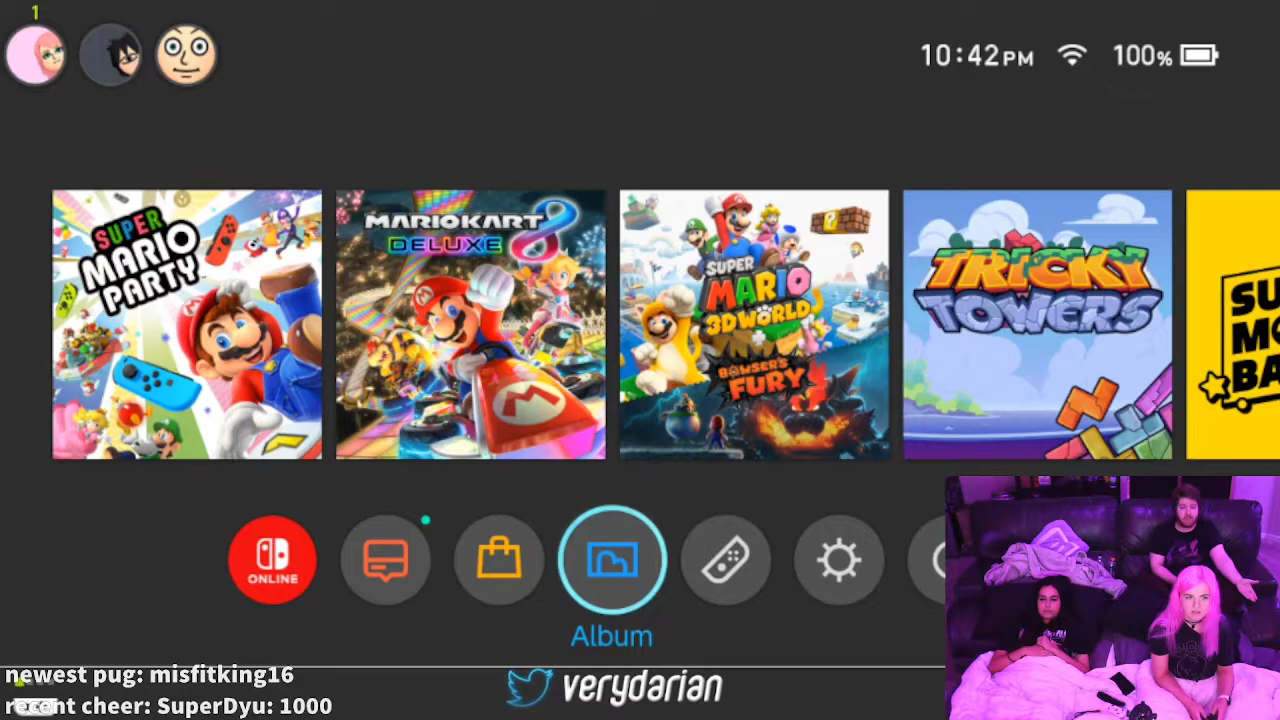 1
10:42PM
100%
SUPER
MARIO
PARTY
MARIOKART 8
DELUXE
SUPER
MARIO
3D WORLD
BOWSER'S
FURY
TRICKY
TOWERS
ONLINE
Album
newest pug: misfitking16
recent cheer: SuperDyu: 1000
verydarian